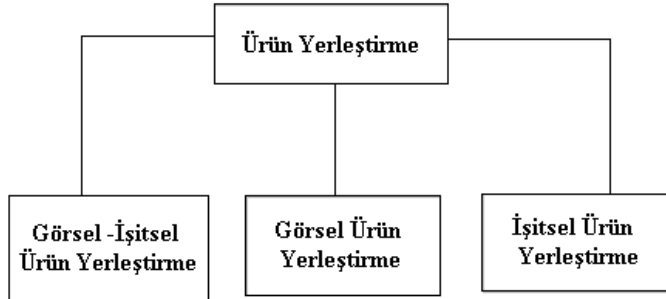 Ürün Yerleştirme
Görsel -İşitsel
Ürün Yerleştirme
Görsel Ürün
Yerleştirme
İşitsel Ürün
Yerleştirme